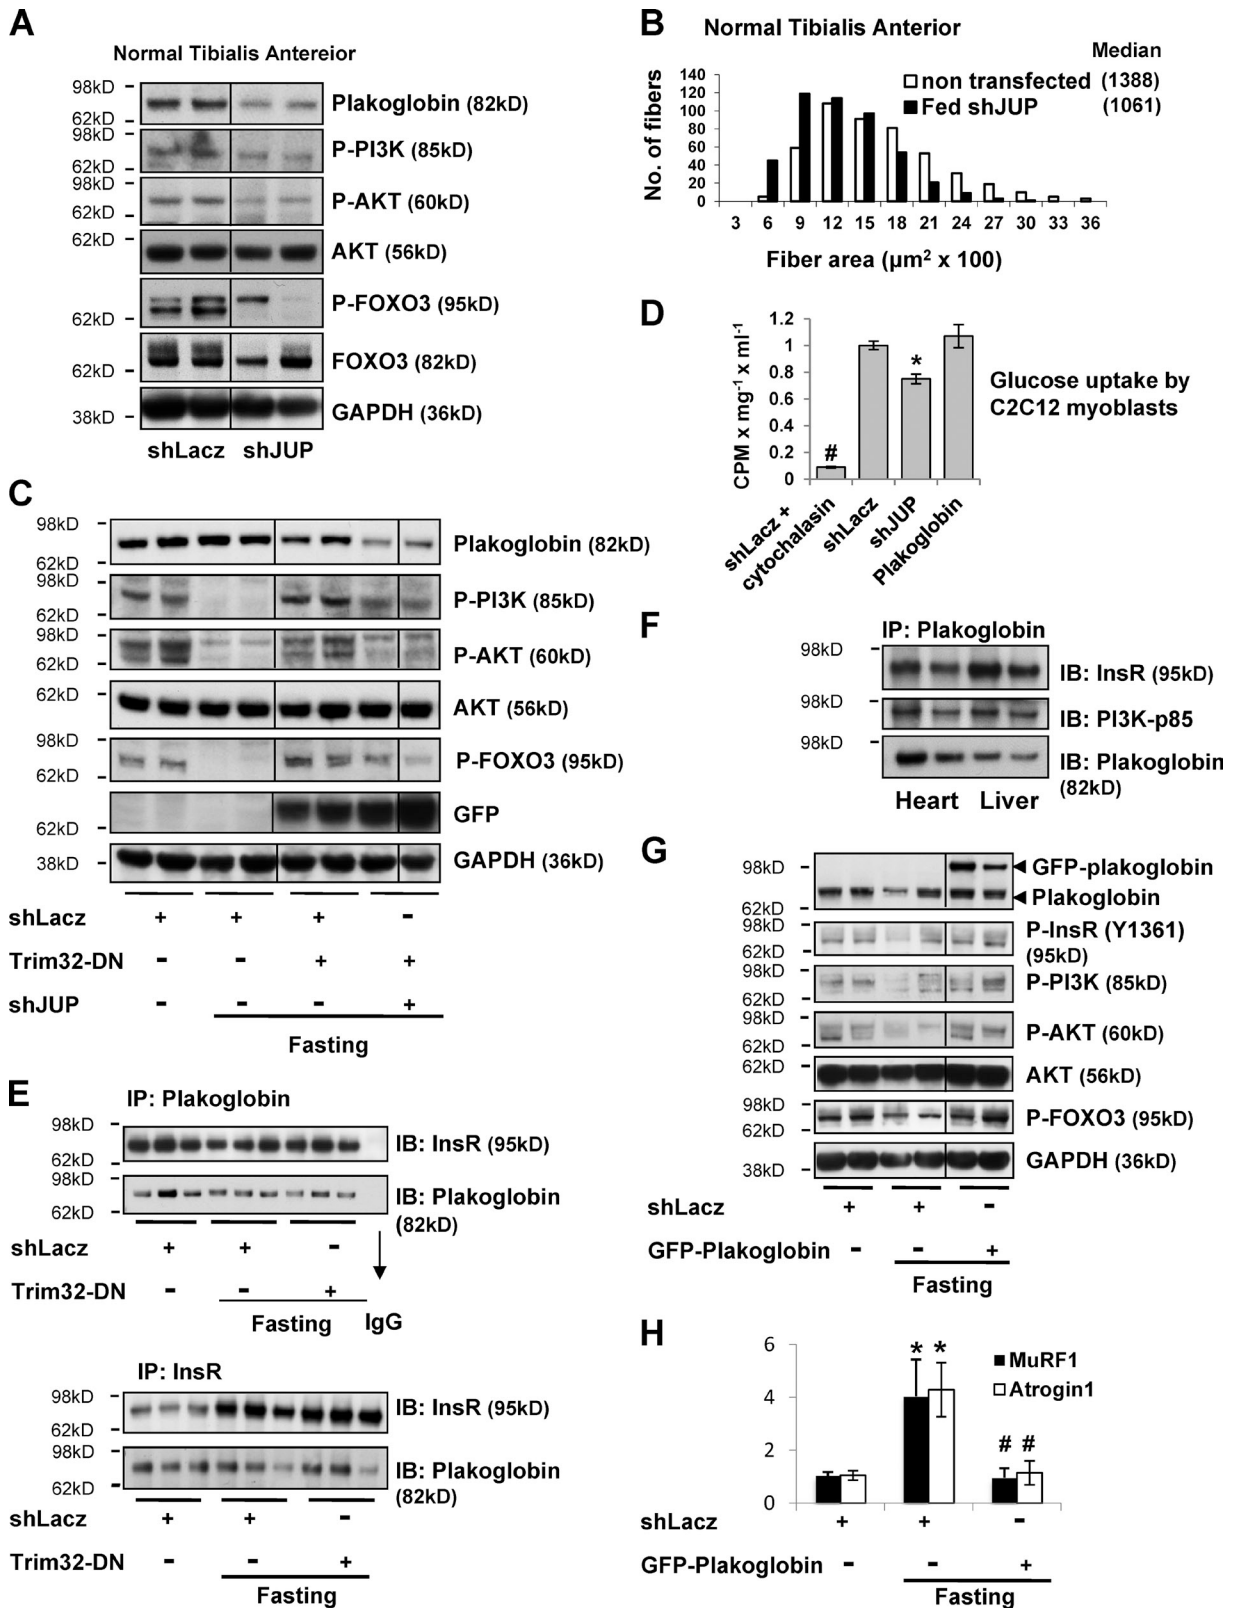 A
Normal Tibialis Antereior
98kD
62kD
Plakoglobin (82kD)
98kD
62kD
P-PI3K (85kD)
98kD
62kD
P-AKT (60kD)
62kD
AKT (56kD)
62kD
P-FOXO3 (95kD)
62kD
FOXO3 (82kD)
38kD
GAPDH (36kD)
shLacz shJUP
B
Normal Tibialis Anterior
Median
non transfected (1388)
Fed shJUP (1061)
No. of fibers
140
120
100
80
60
40
20
0
3 6 9 12 15 18 21 24 27 30 33 36
Fiber area (µm² x 100)
C
98kD
62kD
Plakoglobin (82kD)
98kD
62kD
P-PI3K (85kD)
98kD
62kD
P-AKT (60kD)
62kD
AKT (56kD)
98kD
62kD
P-FOXO3 (95kD)
62kD
GFP
38kD
GAPDH (36kD)
shLacz + + + -
Trim32-DN - - + +
shJUP - - - +
Fasting
D
CPM x mg⁻¹ x ml⁻¹
1.2
1
0.8
0.6
0.4
0.2
0
#
*
shLacz +
cytochalasin
shLacz
shJUP
Plakoglobin
Glucose uptake by
C2C12 myoblasts
E
IP: Plakoglobin
98kD
62kD
IB: InsR (95kD)
98kD
62kD
IB: Plakoglobin
(82kD)
shLacz + + -
Trim32-DN - - +
Fasting
IgG
IP: InsR
98kD
62kD
IB: InsR (95kD)
98kD
62kD
IB: Plakoglobin
(82kD)
shLacz + + -
Trim32-DN - - +
Fasting
F
IP: Plakoglobin
98kD
IB: InsR (95kD)
98kD
IB: PI3K-p85
98kD
IB: Plakoglobin
(82kD)
Heart Liver
G
98kD
62kD
GFP-plakoglobin
Plakoglobin
98kD
62kD
P-InsR (Y1361)
(95kD)
98kD
62kD
P-PI3K (85kD)
98kD
62kD
P-AKT (60kD)
62kD
AKT (56kD)
98kD
62kD
P-FOXO3 (95kD)
38kD
GAPDH (36kD)
shLacz + + -
GFP-Plakoglobin - - +
Fasting
H
6
4
2
0
* *
# #
MuRF1
Atrogin1
shLacz + + -
GFP-Plakoglobin - - +
Fasting